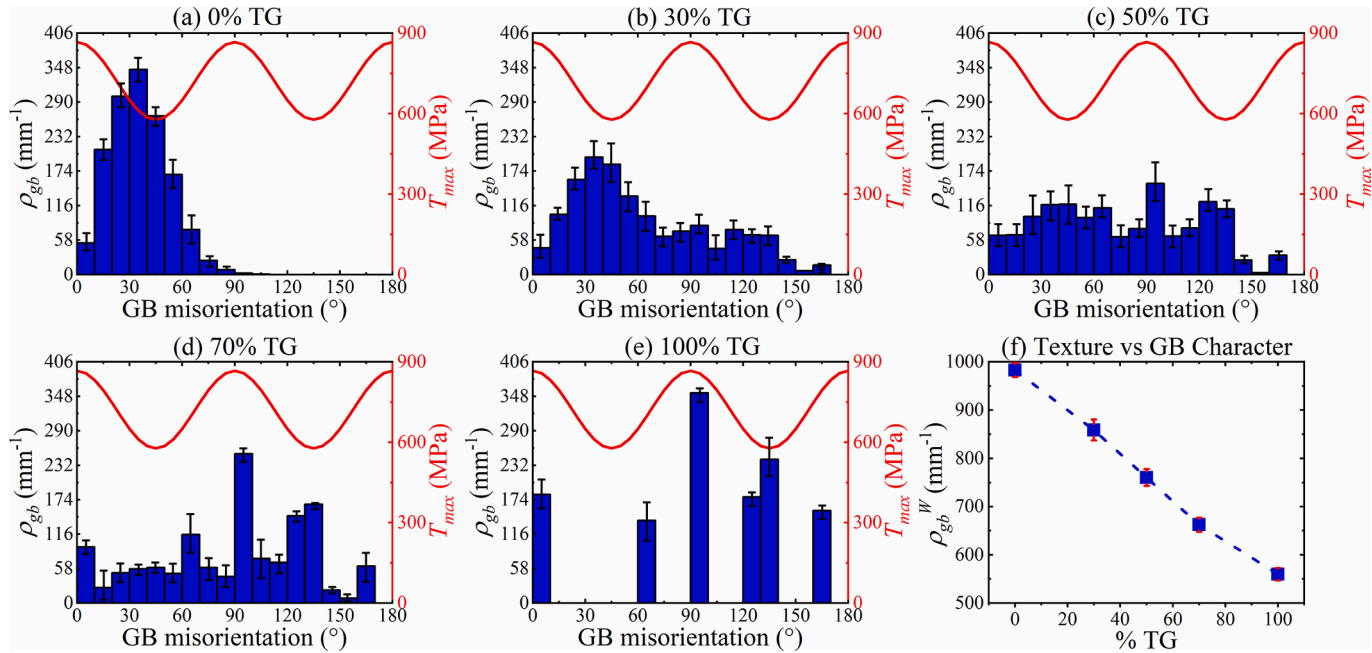 (a) 0% TG
406
348
290
232
174
116
58
0
ρgb (mm⁻¹)
900
600
300
0
Tmax (MPa)
0 30 60 90 120 150 180
GB misorientation (°)
(b) 30% TG
406
348
290
232
174
116
58
0
ρgb (mm⁻¹)
900
600
300
0
Tmax (MPa)
0 30 60 90 120 150 180
GB misorientation (°)
(c) 50% TG
406
348
290
232
174
116
58
0
ρgb (mm⁻¹)
900
600
300
0
Tmax (MPa)
0 30 60 90 120 150 180
GB misorientation (°)
(d) 70% TG
406
348
290
232
174
116
58
0
ρgb (mm⁻¹)
900
600
300
0
Tmax (MPa)
0 30 60 90 120 150 180
GB misorientation (°)
(e) 100% TG
406
348
290
232
174
116
58
0
ρgb (mm⁻¹)
900
600
300
0
Tmax (MPa)
0 30 60 90 120 150 180
GB misorientation (°)
(f) Texture vs GB Character
1000
900
800
700
600
500
ρgbᵂ (mm⁻¹)
0 20 40 60 80 100
% TG